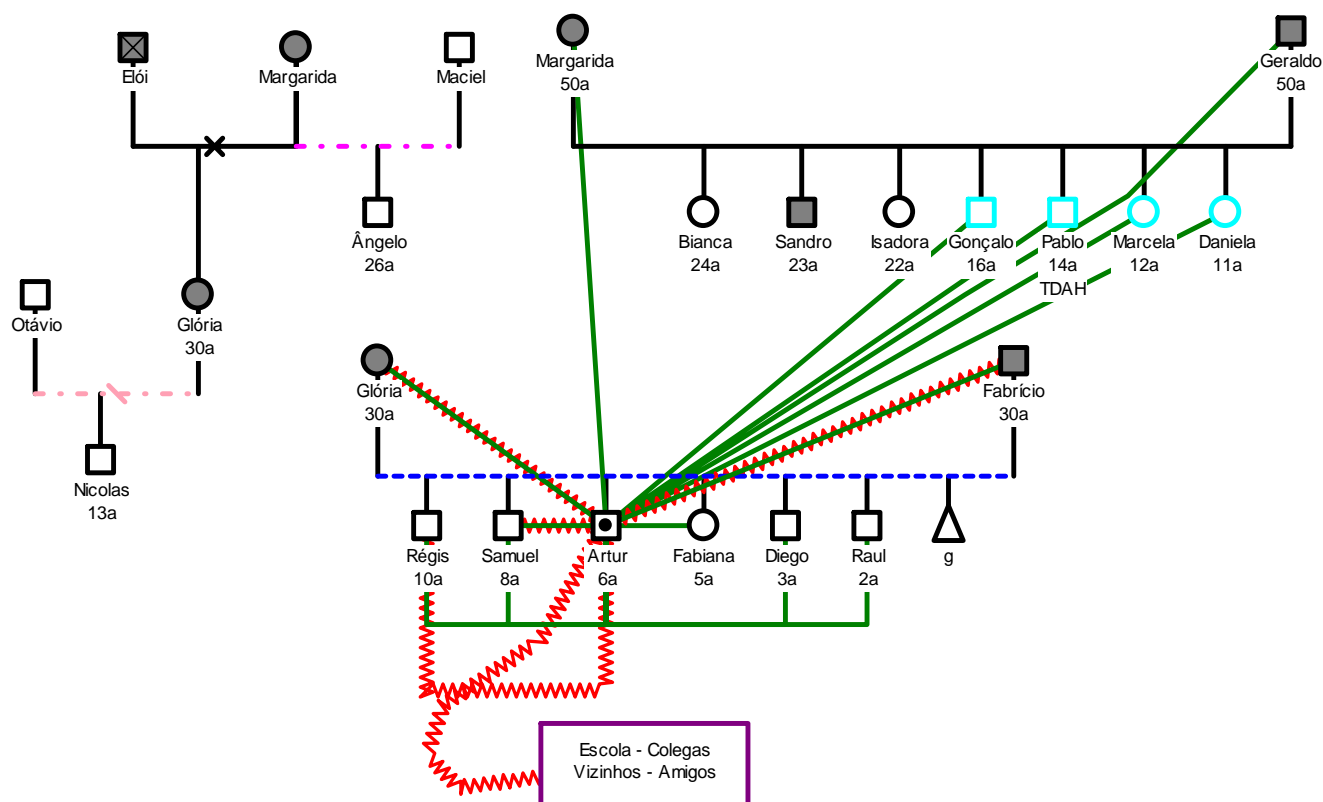 Elói
Margarida
Maciel
Margarida
50a
Geraldo
50a
Ângelo
26a
Bianca
24a
Sandro
23a
Isadora
22a
Gonçalo
16a
Pablo
14a
Marcela
12a
Daniela
11a
TDAH
Otávio
Glória
30a
Nicolas
13a
Glória
30a
Fabrício
30a
Régis
10a
Samuel
8a
Artur
6a
Fabiana
5a
Diego
3a
Raul
2a
g
Escola - Colegas
Vizinhos - Amigos